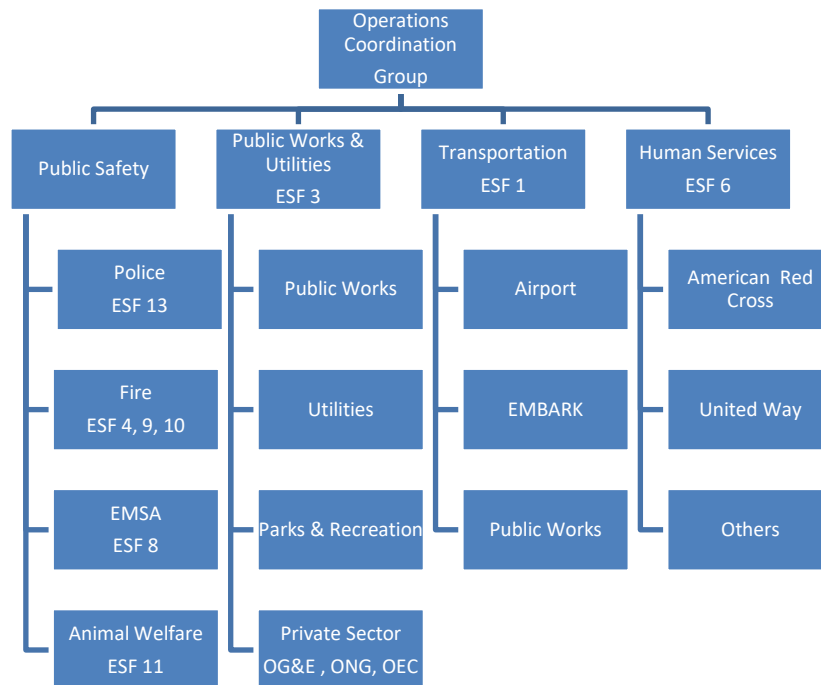 Operations
Coordination
Group
Public Safety
Public Works &
Utilities
ESF 3
Transportation
ESF 1
Human Services
ESF 6
Police
ESF 13
Public Works
Airport
American Red
Cross
Fire
ESF 4, 9, 10
Utilities
EMBARK
United Way
EMSA
ESF 8
Parks & Recreation
Public Works
Others
Animal Welfare
ESF 11
Private Sector
OG&E , ONG, OEC